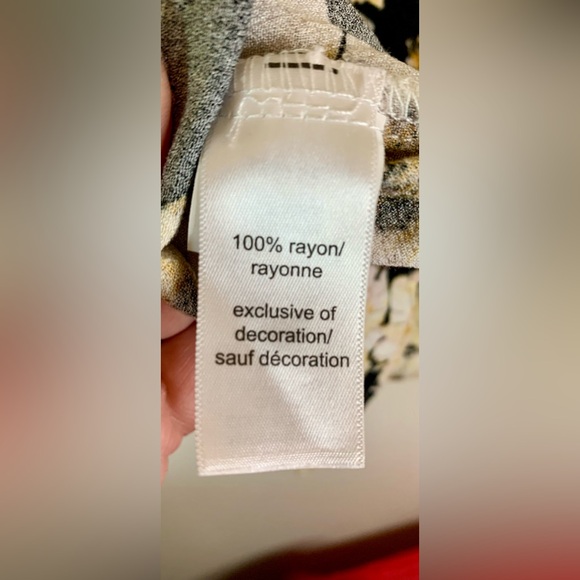 100% rayon/
rayonne
exclusive of
decoration/
sauf décoration